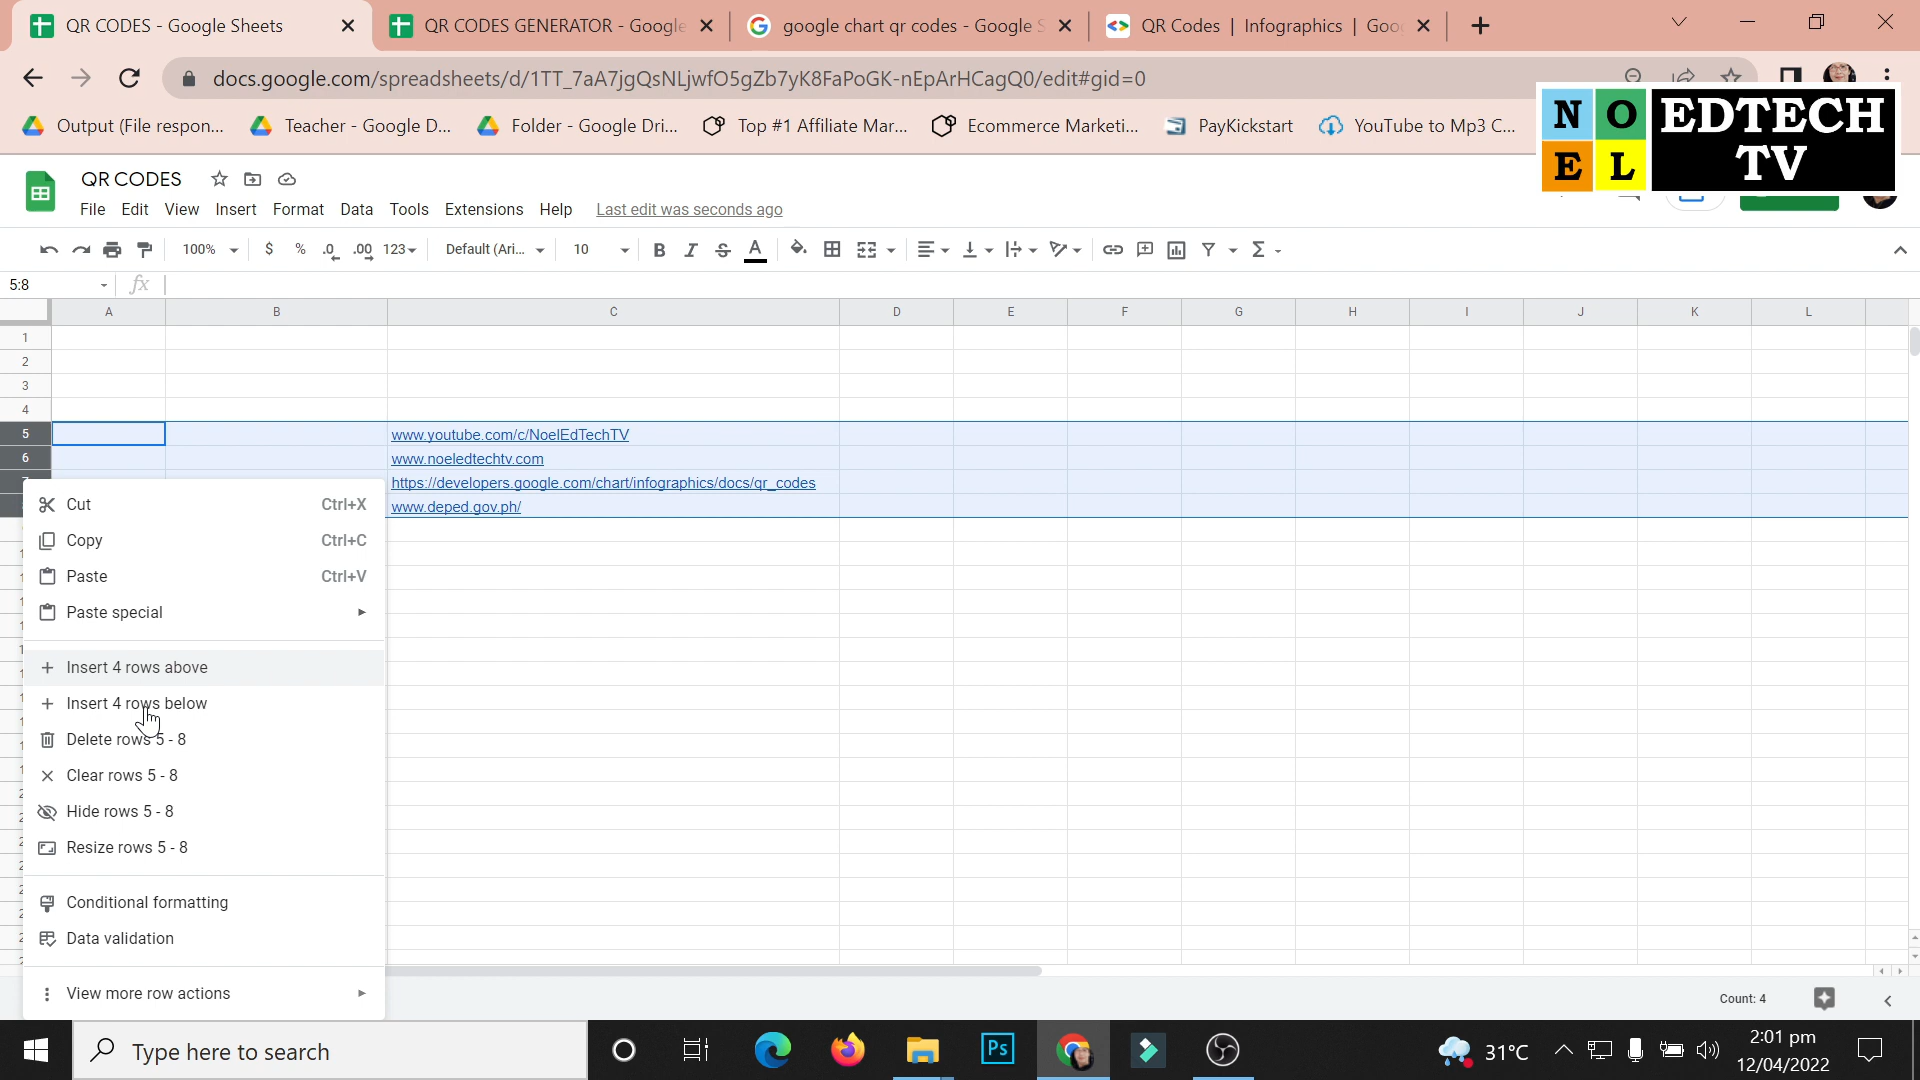 QR CODES - Google Sheets
QR CODES GENERATOR - Google
google chart qr codes - Google S
QR Codes | Infographics | Goo
docs.google.com/spreadsheets/d/1TT_7aA7jgQsNLjwfO5gZb7yK8FaPoGK-nEpArHCagQ0/edit#gid=0
Output (File respon...
Teacher - Google D...
Folder - Google Dri...
Top #1 Affiliate Mar...
Ecommerce Marketi...
PayKickstart
YouTube to Mp3 C...
N O
E L
EDTECH
TV
QR CODES
File Edit View Insert Format Data Tools Extensions Help Last edit was seconds ago
100% $ % .0 .00 123 Default (Ari... 10 B I S A Σ
5:8 fx
A B C D E F G H I J K L
1
2
3
4
5 www.youtube.com/c/NoelEdTechTV
6 www.noeledtechtv.com
https://developers.google.com/chart/infographics/docs/qr_codes
www.deped.gov.ph/
Cut Ctrl+X
Copy Ctrl+C
Paste Ctrl+V
Paste special
Insert 4 rows above
Insert 4 rows below
Delete rows 5 - 8
Clear rows 5 - 8
Hide rows 5 - 8
Resize rows 5 - 8
Conditional formatting
Data validation
View more row actions
Count: 4
Type here to search
Ps
31°C
2:01 pm
12/04/2022